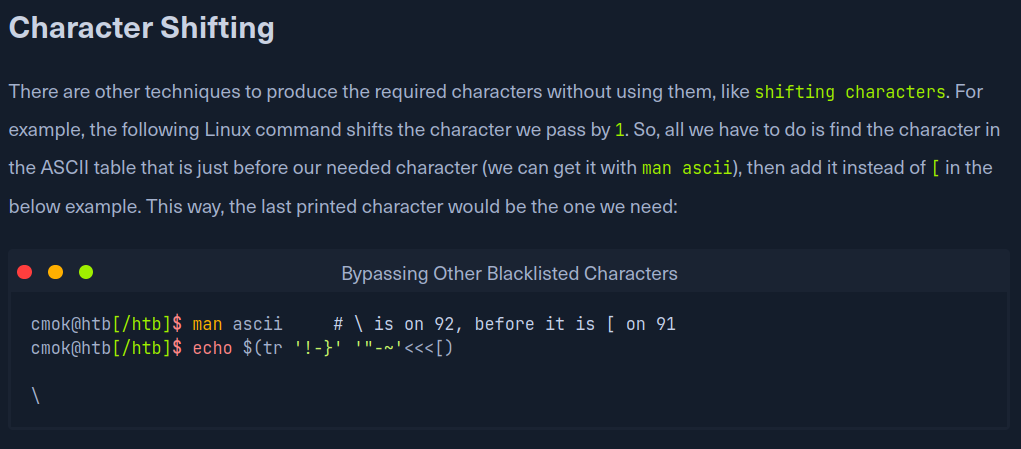 Character Shifting
There are other techniques to produce the required characters without using them, like shifting characters. For
example, the following Linux command shifts the character we pass by 1. So, all we have to do is find the character in
the ASCII table that is just before our needed character (we can get it with man ascii), then add it instead of [ in the
below example. This way, the last printed character would be the one we need:
Bypassing Other Blacklisted Characters
cmok@htb[/htb]$ man ascii     # \ is on 92, before it is [ on 91
cmok@htb[/htb]$ echo $(tr '!-}' '"-~'<<<[)
\